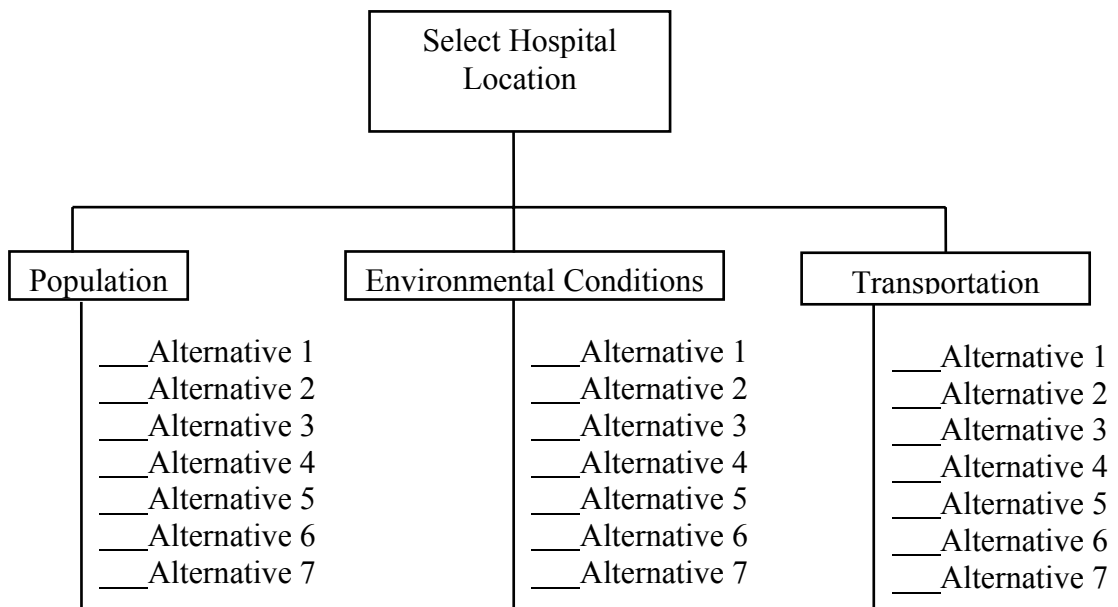 Select Hospital
Location
Population
Environmental Conditions
Transportation
___Alternative 1
___Alternative 2
___Alternative 3
___Alternative 4
___Alternative 5
___Alternative 6
___Alternative 7
___Alternative 1
___Alternative 2
___Alternative 3
___Alternative 4
___Alternative 5
___Alternative 6
___Alternative 7
___Alternative 1
___Alternative 2
___Alternative 3
___Alternative 4
___Alternative 5
___Alternative 6
___Alternative 7